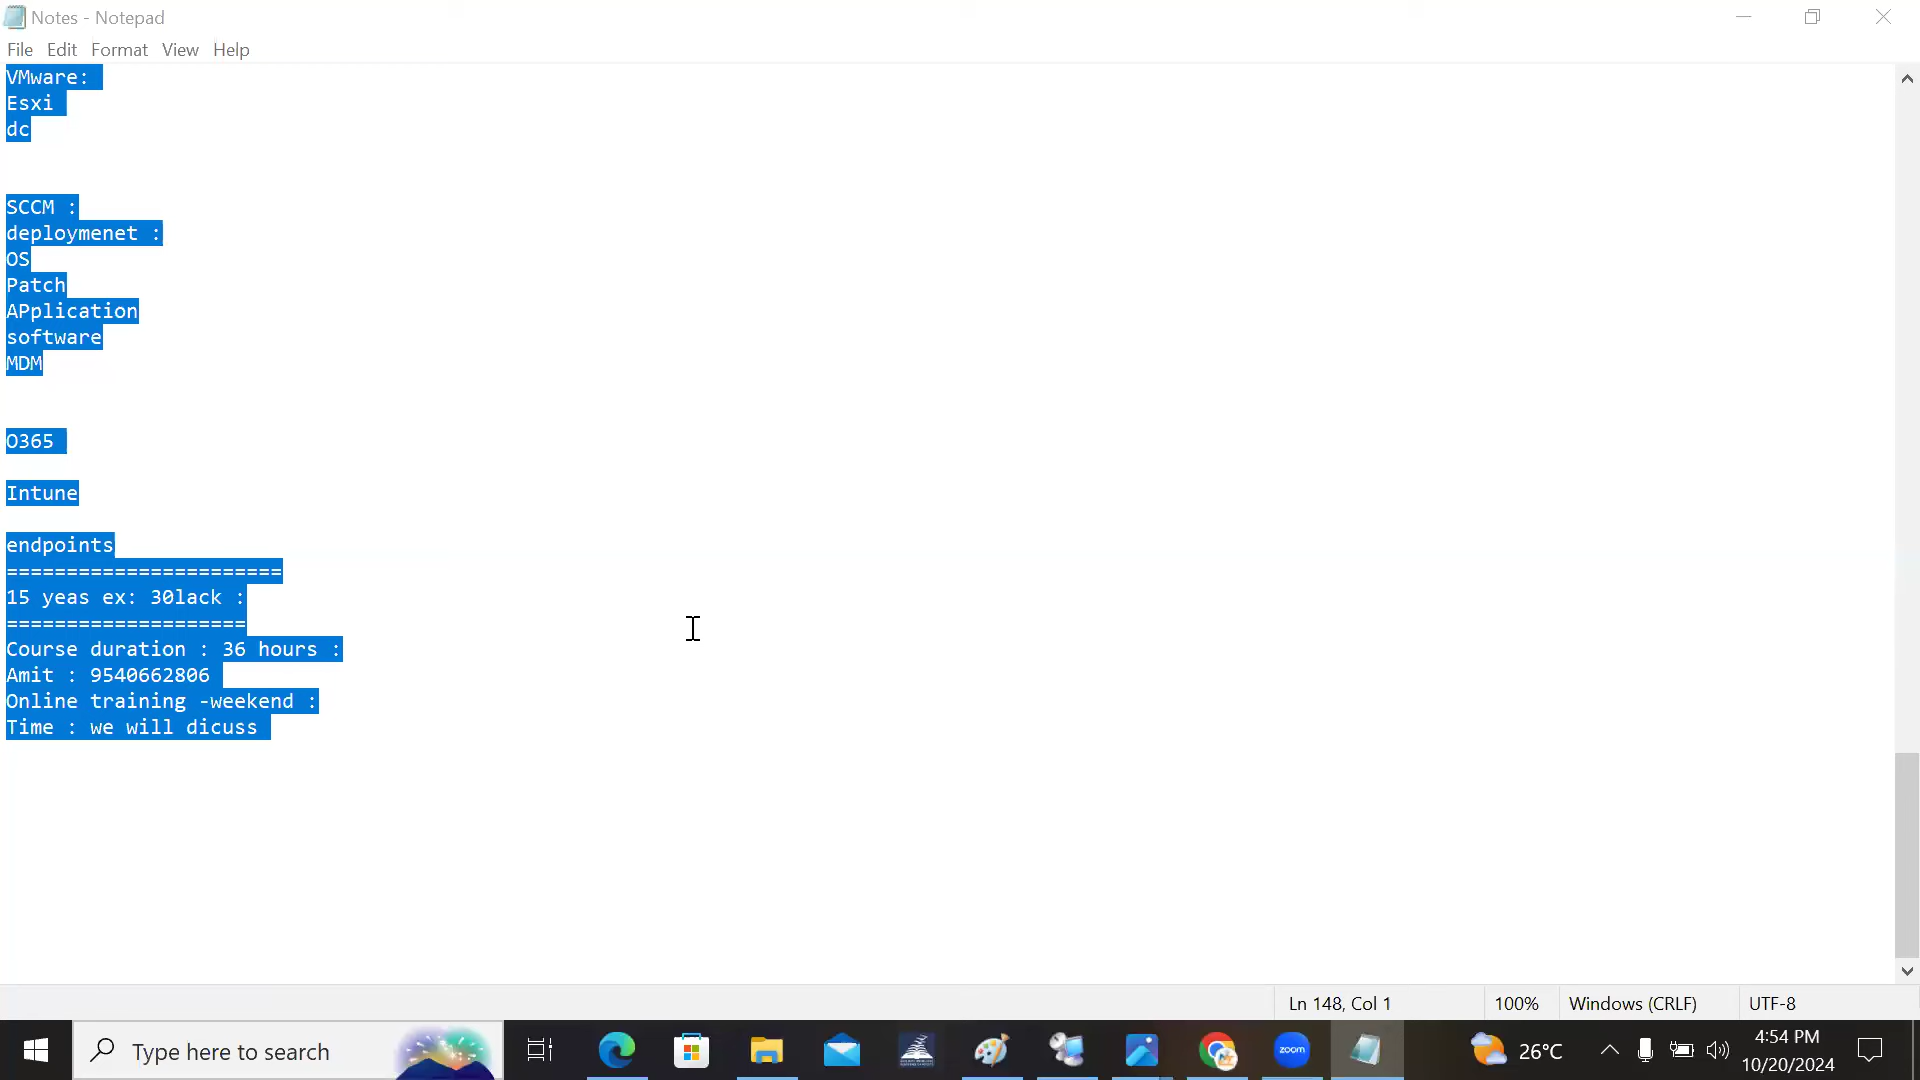 Notes - Notepad
File Edit Format View Help
VMware:
Esxi
dc
SCCM :
deploymenet :
OS
Patch
APplication
software
MDM
O365
Intune
endpoints
=======================
15 yeas ex: 30lack :
====================
Course duration : 36 hours :
Amit : 9540662806
Online training -weekend :
Time : we will dicuss
Ln 148, Col 1 100% Windows (CRLF) UTF-8
Type here to search
zoom
26°C
4:54 PM
10/20/2024